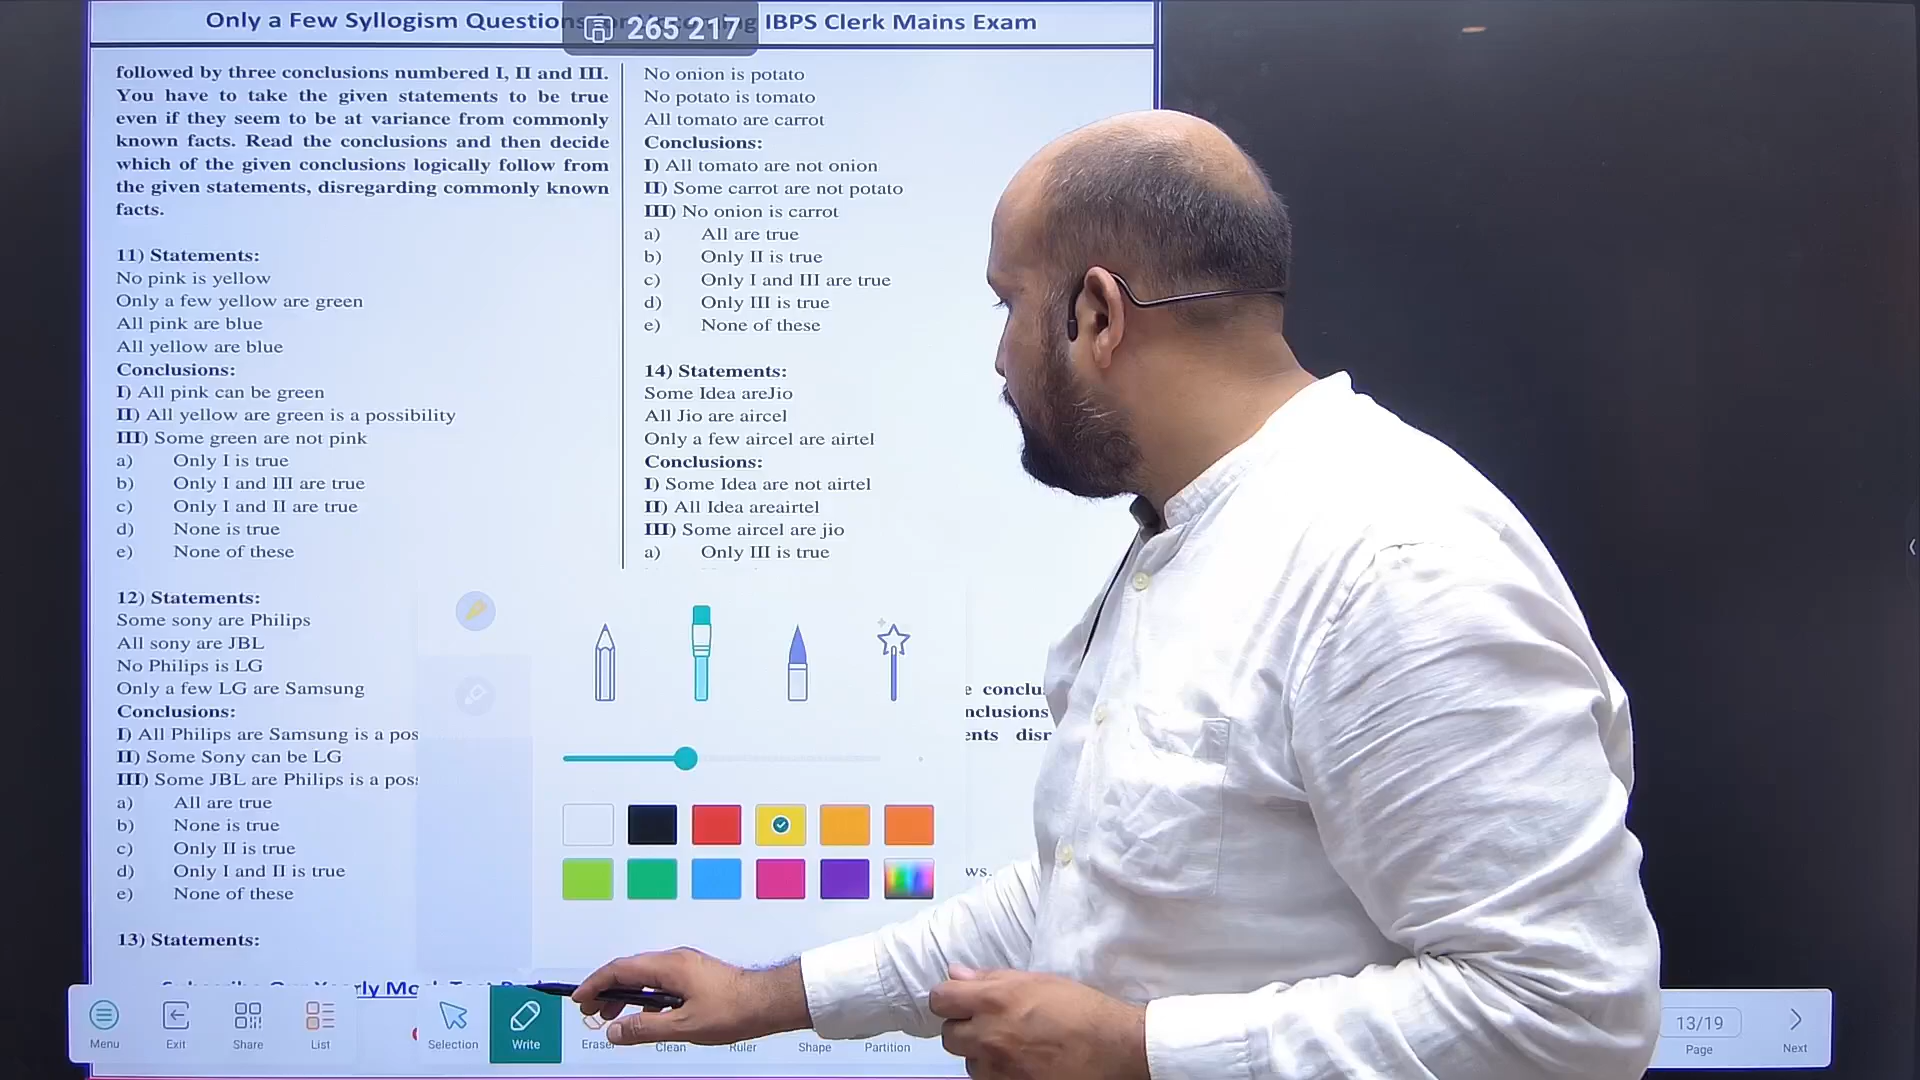 Only a Few Syllogism Questions IBPS Clerk Mains Exam
265 217
followed by three conclusions numbered I, II and III.
You have to take the given statements to be true
even if they seem to be at variance from commonly
known facts. Read the conclusions and then decide
which of the given conclusions logically follow from
the given statements, disregarding commonly known
facts.
11) Statements:
No pink is yellow
Only a few yellow are green
All pink are blue
All yellow are blue
Conclusions:
I) All pink can be green
II) All yellow are green is a possibility
III) Some green are not pink
a) Only I is true
b) Only I and III are true
c) Only I and II are true
d) None is true
e) None of these
12) Statements:
Some sony are Philips
All sony are JBL
No Philips is LG
Only a few LG are Samsung
Conclusions:
I) All Philips are Samsung is a pos
II) Some Sony can be LG
III) Some JBL are Philips is a pos
a) All are true
b) None is true
c) Only II is true
d) Only I and II is true
e) None of these
13) Statements:
No onion is potato
No potato is tomato
All tomato are carrot
Conclusions:
I) All tomato are not onion
II) Some carrot are not potato
III) No onion is carrot
a) All are true
b) Only II is true
c) Only I and III are true
d) Only III is true
e) None of these
14) Statements:
Some Idea areJio
All Jio are aircel
Only a few aircel are airtel
Conclusions:
I) Some Idea are not airtel
II) All Idea areairtel
III) Some aircel are jio
a) Only III is true
e conclu
nclusions
ents disr
ws.
Menu Exit Share List Selection Write Eraser Clean Ruler Shape Partition
13/19
Page Next